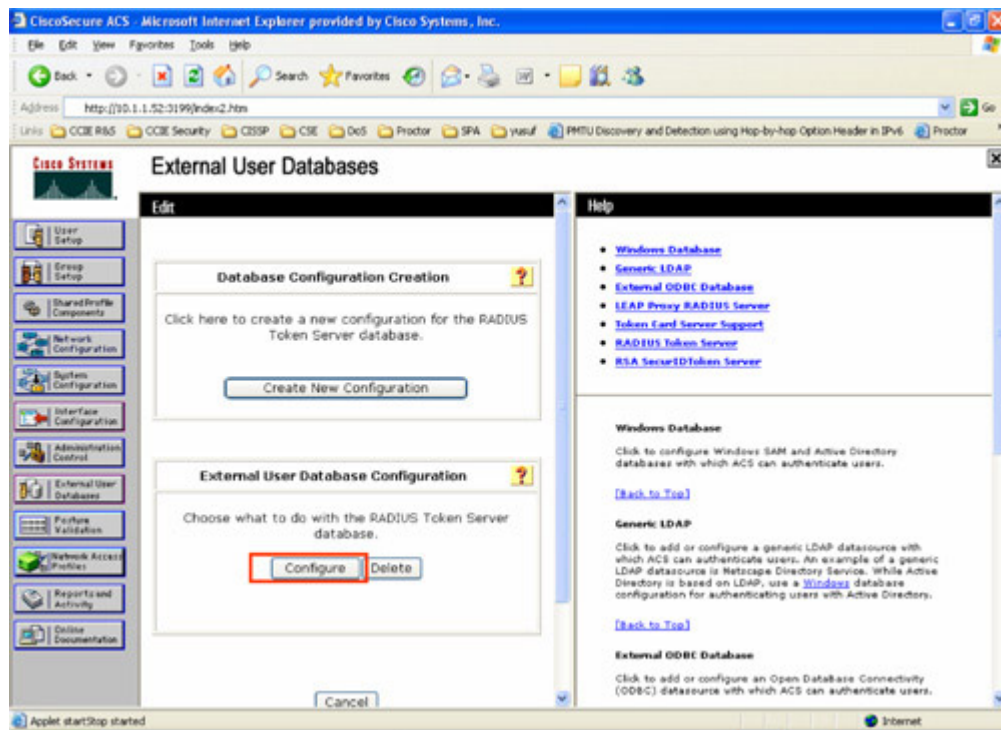 CiscoSecure ACS - Microsoft Internet Explorer provided by Cisco Systems, Inc.
File Edit View Favorites Tools Help
Back Search Favorites
Address http://10.1.1.52:3199/index2.htm Go
Links CCIE R&S CCIE Security CISSP CSE DoS Proctor SPA yusuf PMTU Discovery and Detection using Hop-by-hop Option Header in IPv6 Proctor
CISCO SYSTEMS
External User Databases
Edit
User Setup
Group Setup
Shared Profile Components
Network Configuration
System Configuration
Interface Configuration
Administration Control
External User Databases
Posture Validation
Network Access Profiles
Reports and Activity
Online Documentation
Database Configuration Creation ?
Click here to create a new configuration for the RADIUS
Token Server database.
Create New Configuration
External User Database Configuration ?
Choose what to do with the RADIUS Token Server
database.
Configure Delete
Cancel
Help
Windows Database
Generic LDAP
External ODBC Database
LEAP Proxy RADIUS Server
Token Card Server Support
RADIUS Token Server
RSA SecurIDToken Server
Windows Database
Click to configure Windows SAM and Active Directory
databases with which ACS can authenticate users.
[Back to Top]
Generic LDAP
Click to add or configure a generic LDAP datasource with
which ACS can authenticate users. An example of a generic
LDAP datasource is Netscape Directory Service. While Active
Directory is based on LDAP, use a Windows database
configuration for authenticating users with Active Directory.
[Back to Top]
External ODBC Database
Click to add or configure an Open Database Connectivity
(ODBC) datasource with which ACS can authenticate users.
Applet startStop started Internet